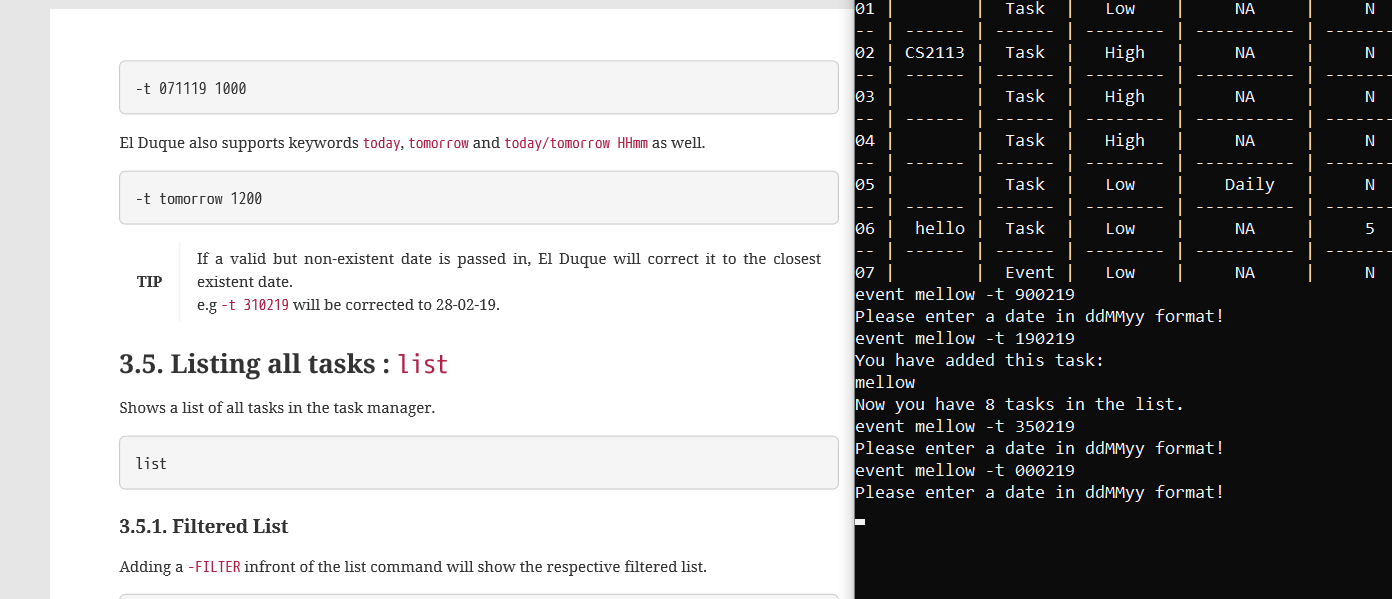 -t 071119 1000
El Duque also supports keywords today, tomorrow and today/tomorrow HHmm as well.
-t tomorrow 1200
TIP
If a valid but non-existent date is passed in, El Duque will correct it to the closest
existent date.
e.g -t 310219 will be corrected to 28-02-19.
3.5. Listing all tasks : list
Shows a list of all tasks in the task manager.
list
3.5.1. Filtered List
Adding a -FILTER infront of the list command will show the respective filtered list.
01 |        | Task | Low | NA | N
-- | ------ | ------ | -------- | ---------- | -------
02 | CS2113 | Task | High | NA | N
-- | ------ | ------ | -------- | ---------- | -------
03 |        | Task | High | NA | N
-- | ------ | ------ | -------- | ---------- | -------
04 |        | Task | High | NA | N
-- | ------ | ------ | -------- | ---------- | -------
05 |        | Task | Low | Daily | N
-- | ------ | ------ | -------- | ---------- | -------
06 | hello | Task | Low | NA | 5
-- | ------ | ------ | -------- | ---------- | -------
07 |        | Event | Low | NA | N
event mellow -t 900219
Please enter a date in ddMMyy format!
event mellow -t 190219
You have added this task:
mellow
Now you have 8 tasks in the list.
event mellow -t 350219
Please enter a date in ddMMyy format!
event mellow -t 000219
Please enter a date in ddMMyy format!